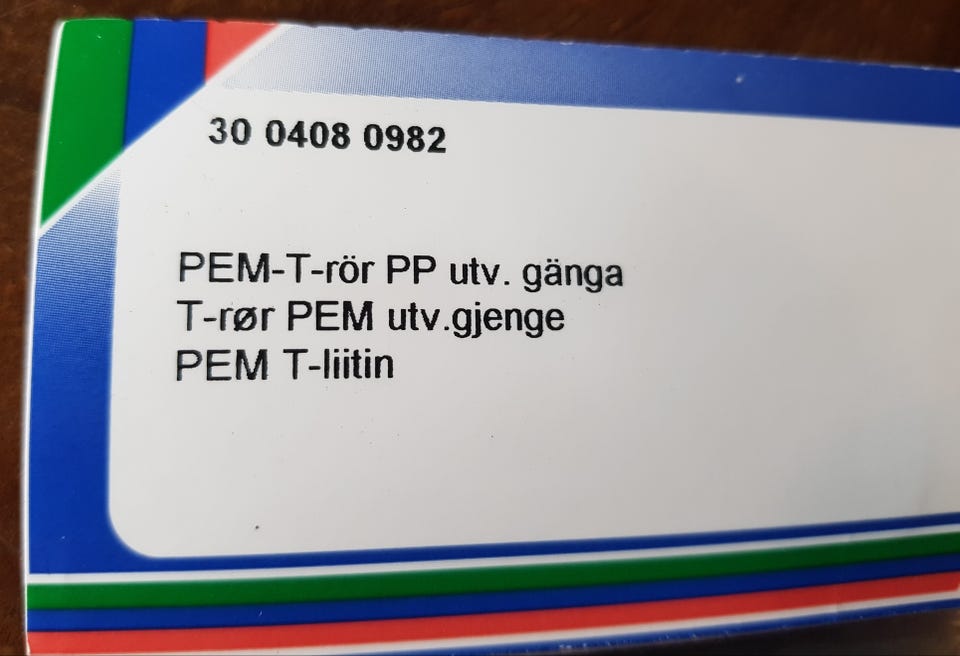 30 0408 0982
PEM-T-rör PP utv. gänga
T-rør PEM utv.gjenge
PEM T-liitin